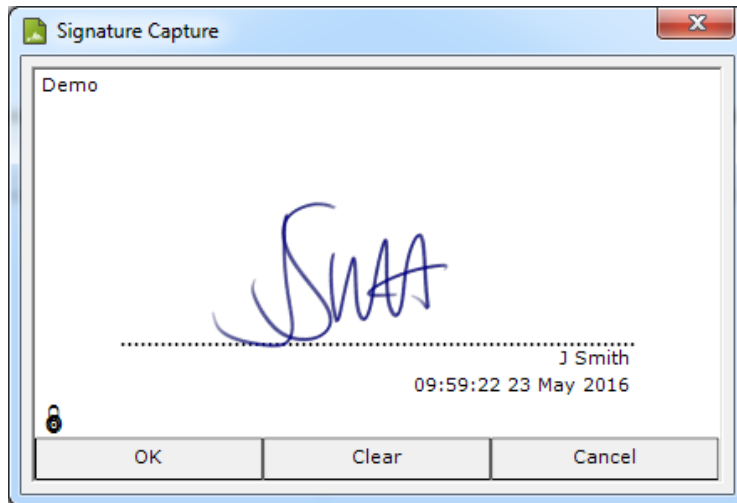 Signature Capture
Demo
J Smith
09:59:22 23 May 2016
OK
Clear
Cancel